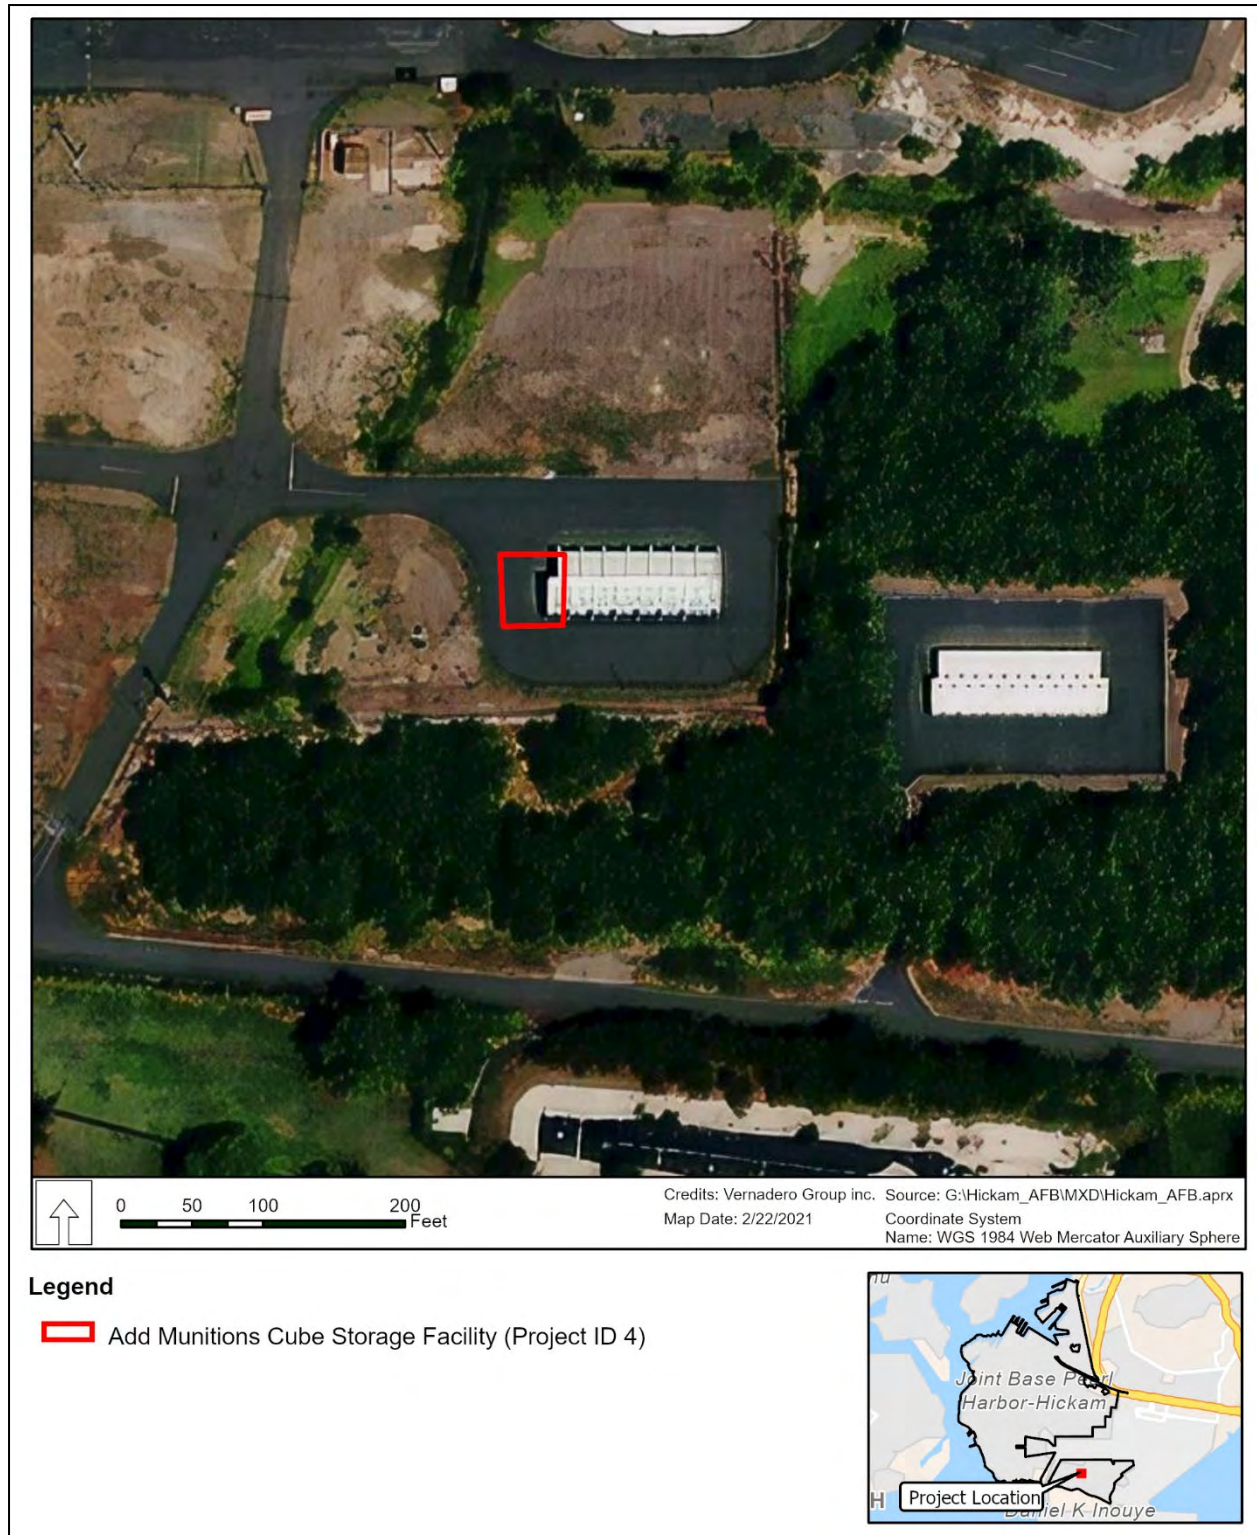 0 50 100 200
Feet
Credits: Vernadero Group inc.
Map Date: 2/22/2021
Source: G:\Hickam_AFB\MXD\Hickam_AFB.aprx
Coordinate System
Name: WGS 1984 Web Mercator Auxiliary Sphere
Legend
Add Munitions Cube Storage Facility (Project ID 4)
Joint Base Pearl
Harbor-Hickam
Project Location
H
Daniel K Inouye